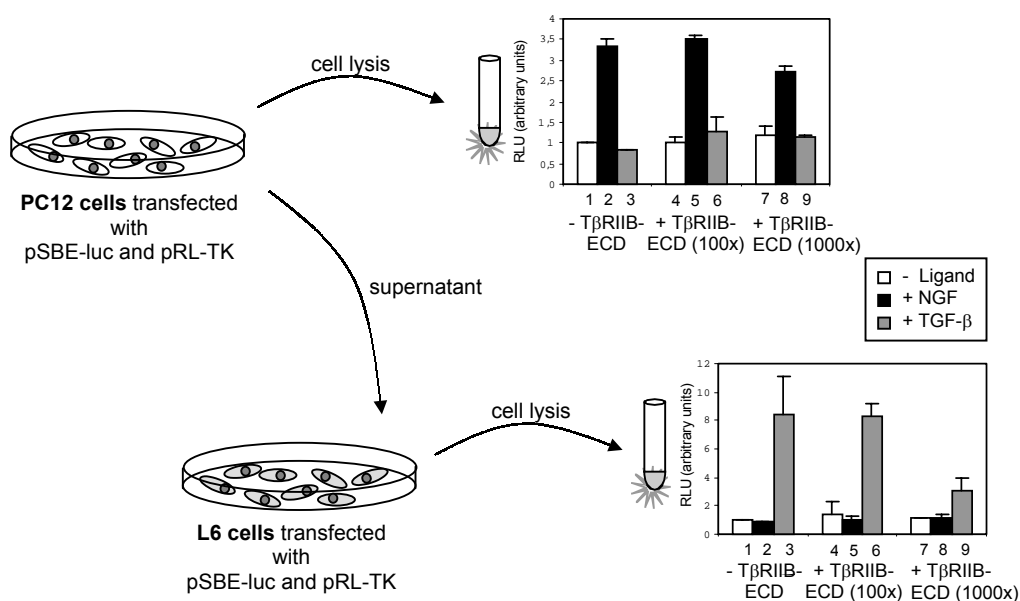 cell lysis
PC12 cells transfected
with
pSBE-luc and pRL-TK
RLU (arbitrary units)
4
3,5
3
2,5
2
1,5
1
0,5
0
1 2 3 4 5 6 7 8 9
- TβRIIB- + TβRIIB- + TβRIIB-
ECD ECD (100x) ECD (1000x)
- Ligand
+ NGF
+ TGF-β
supernatant
cell lysis
L6 cells transfected
with
pSBE-luc and pRL-TK
RLU (arbitrary units)
12
10
8
6
4
2
0
1 2 3 4 5 6 7 8 9
- TβRIIB- + TβRIIB- + TβRIIB-
ECD ECD (100x) ECD (1000x)